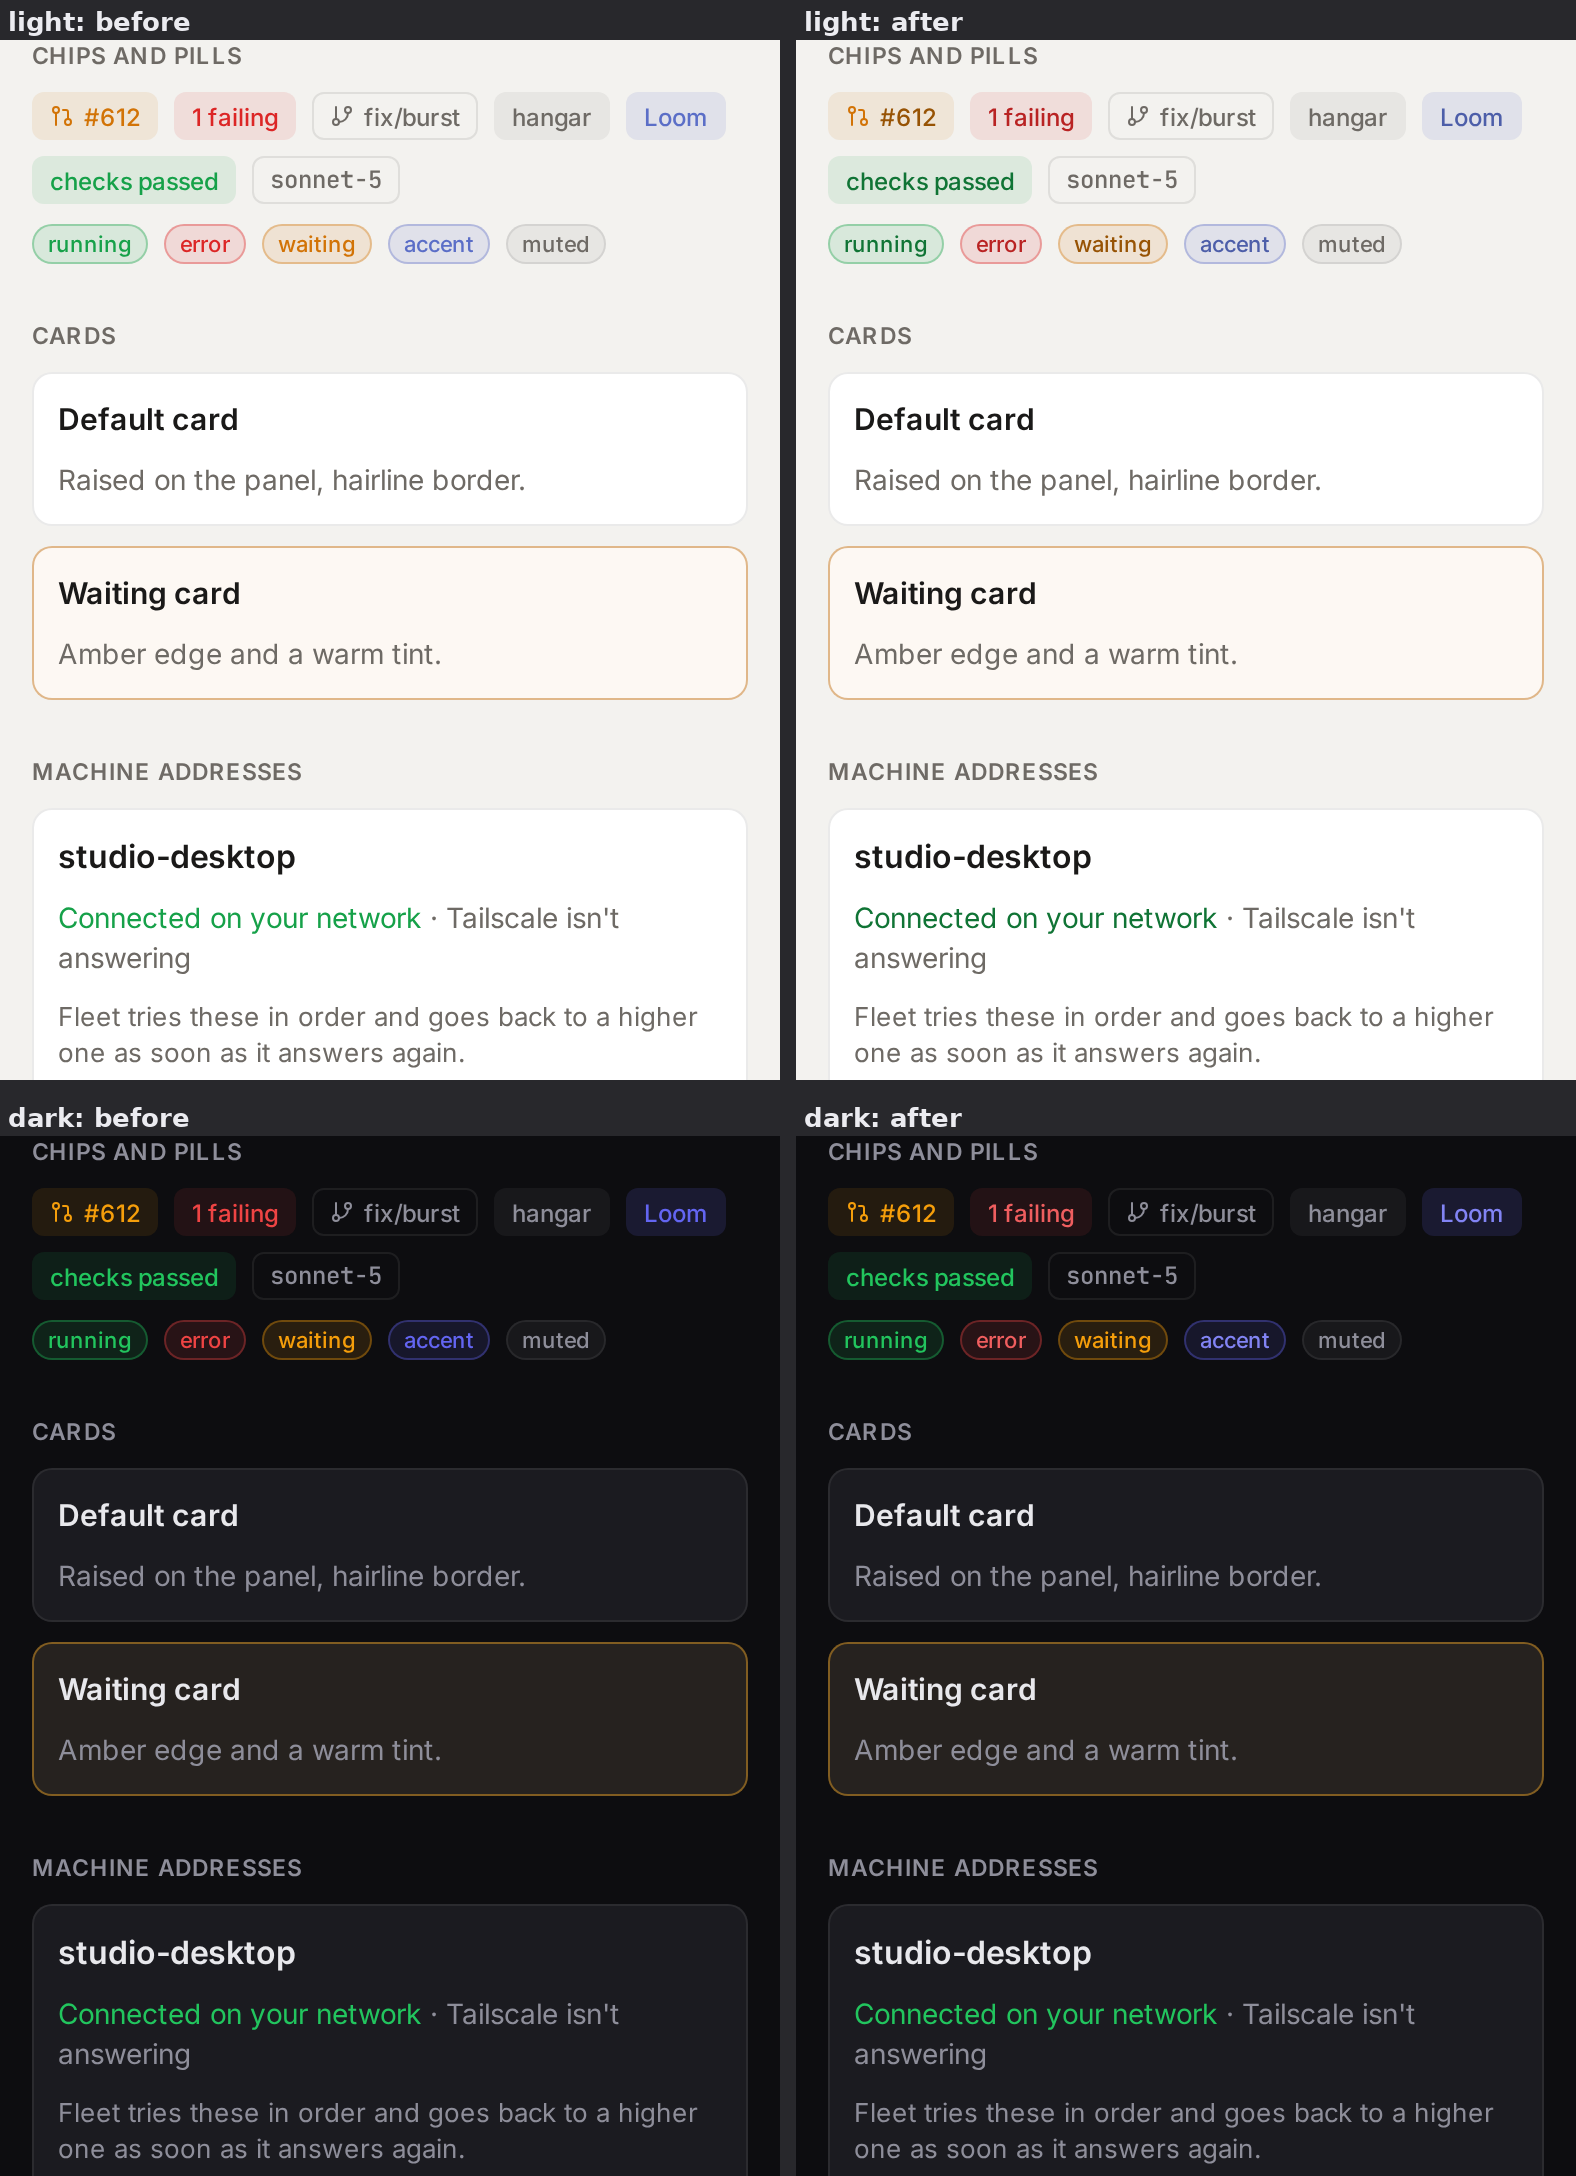 light: before
CHIPS AND PILLS
#612 1 failing fix/burst hangar Loom
checks passed sonnet-5
running error waiting accent muted
CARDS
Default card
Raised on the panel, hairline border.
Waiting card
Amber edge and a warm tint.
MACHINE ADDRESSES
studio-desktop
Connected on your network · Tailscale isn't
answering
Fleet tries these in order and goes back to a higher
one as soon as it answers again.
light: after
CHIPS AND PILLS
#612 1 failing fix/burst hangar Loom
checks passed sonnet-5
running error waiting accent muted
CARDS
Default card
Raised on the panel, hairline border.
Waiting card
Amber edge and a warm tint.
MACHINE ADDRESSES
studio-desktop
Connected on your network · Tailscale isn't
answering
Fleet tries these in order and goes back to a higher
one as soon as it answers again.
dark: before
CHIPS AND PILLS
#612 1 failing fix/burst hangar Loom
checks passed sonnet-5
running error waiting accent muted
CARDS
Default card
Raised on the panel, hairline border.
Waiting card
Amber edge and a warm tint.
MACHINE ADDRESSES
studio-desktop
Connected on your network · Tailscale isn't
answering
Fleet tries these in order and goes back to a higher
one as soon as it answers again.
dark: after
CHIPS AND PILLS
#612 1 failing fix/burst hangar Loom
checks passed sonnet-5
running error waiting accent muted
CARDS
Default card
Raised on the panel, hairline border.
Waiting card
Amber edge and a warm tint.
MACHINE ADDRESSES
studio-desktop
Connected on your network · Tailscale isn't
answering
Fleet tries these in order and goes back to a higher
one as soon as it answers again.